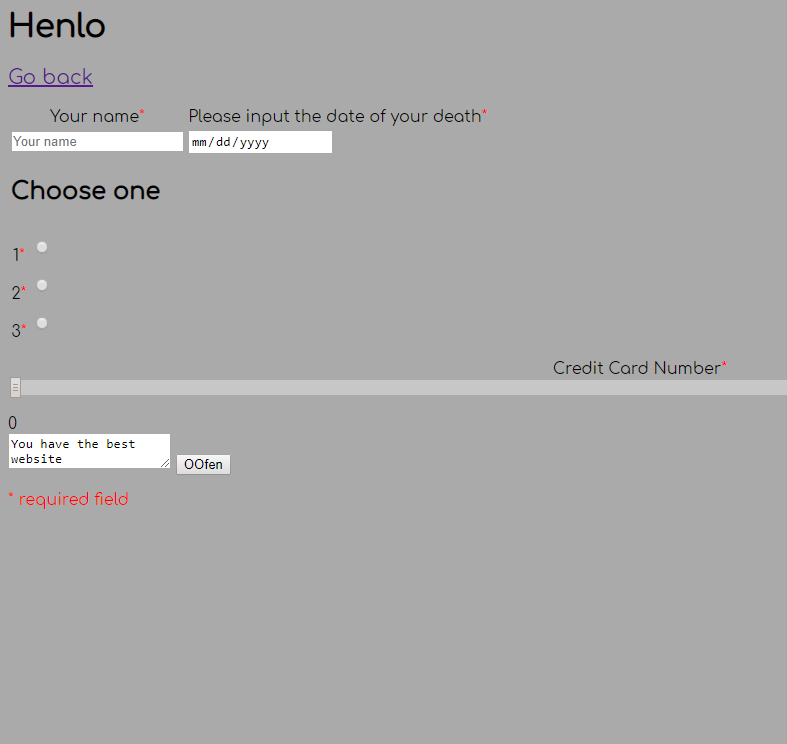 Henlo
Go back
Your name* Please input the date of your death*
Your name mm/dd/yyyy
Choose one
1*
2*
3*
Credit Card Number*
0
You have the best
website
OOfen
* required field